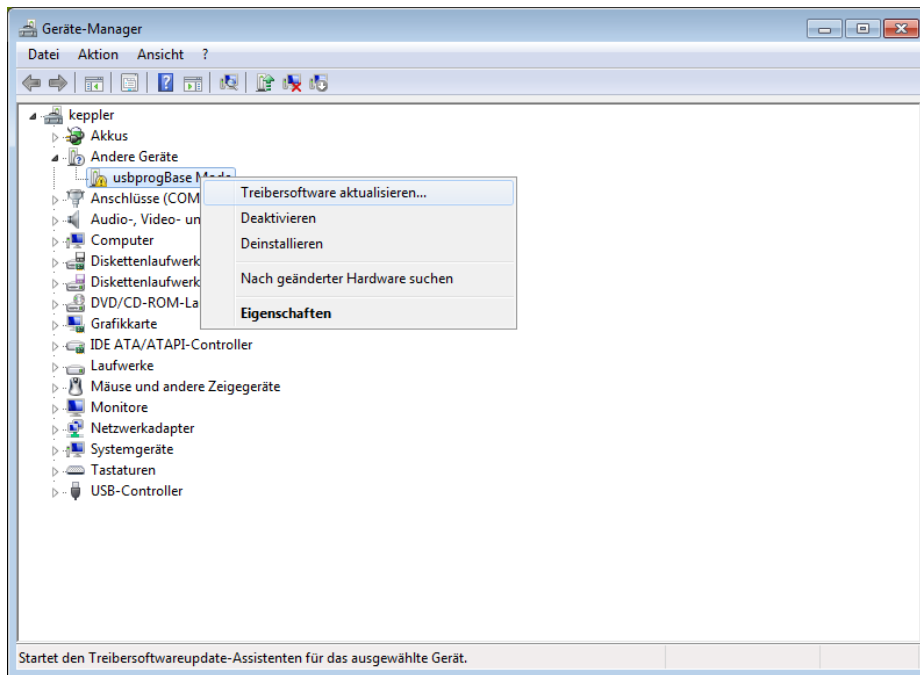 Geräte-Manager
Datei Aktion Ansicht ?
keppler
Akkus
Andere Geräte
usbprogBase Mode
Treibersoftware aktualisieren...
Deaktivieren
Deinstallieren
Nach geänderter Hardware suchen
Eigenschaften
Anschlüsse (COM
Audio-, Video- un
Computer
Diskettenlaufwerk
Diskettenlaufwerk
DVD/CD-ROM-La
Grafikkarte
IDE ATA/ATAPI-Controller
Laufwerke
Mäuse und andere Zeigegeräte
Monitore
Netzwerkadapter
Systemgeräte
Tastaturen
USB-Controller
Startet den Treibersoftwareupdate-Assistenten für das ausgewählte Gerät.